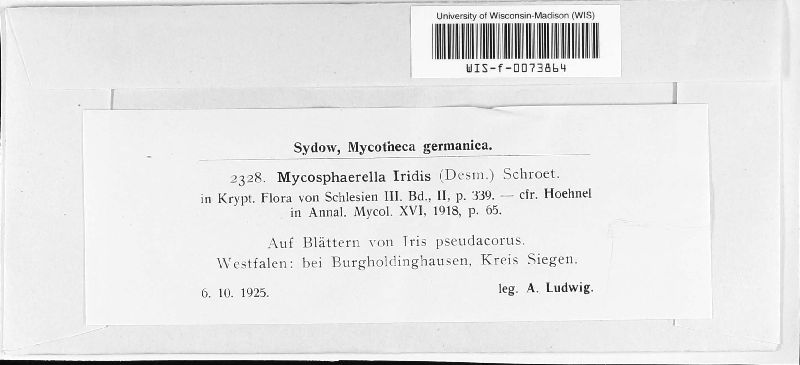 University of Wisconsin-Madison (WIS)
WIS-f-0073864
Sydow, Mycotheca germanica.
2328. Mycosphaerella Iridis (Desm.) Schroet.
in Krypt. Flora von Schlesien III. Bd., II, p. 339. — cfr. Hoehnel
in Annal. Mycol. XVI, 1918, p. 65.
Auf Blättern von Iris pseudacorus.
Westfalen: bei Burgholdinghausen, Kreis Siegen.
6. 10. 1925. leg. A. Ludwig.